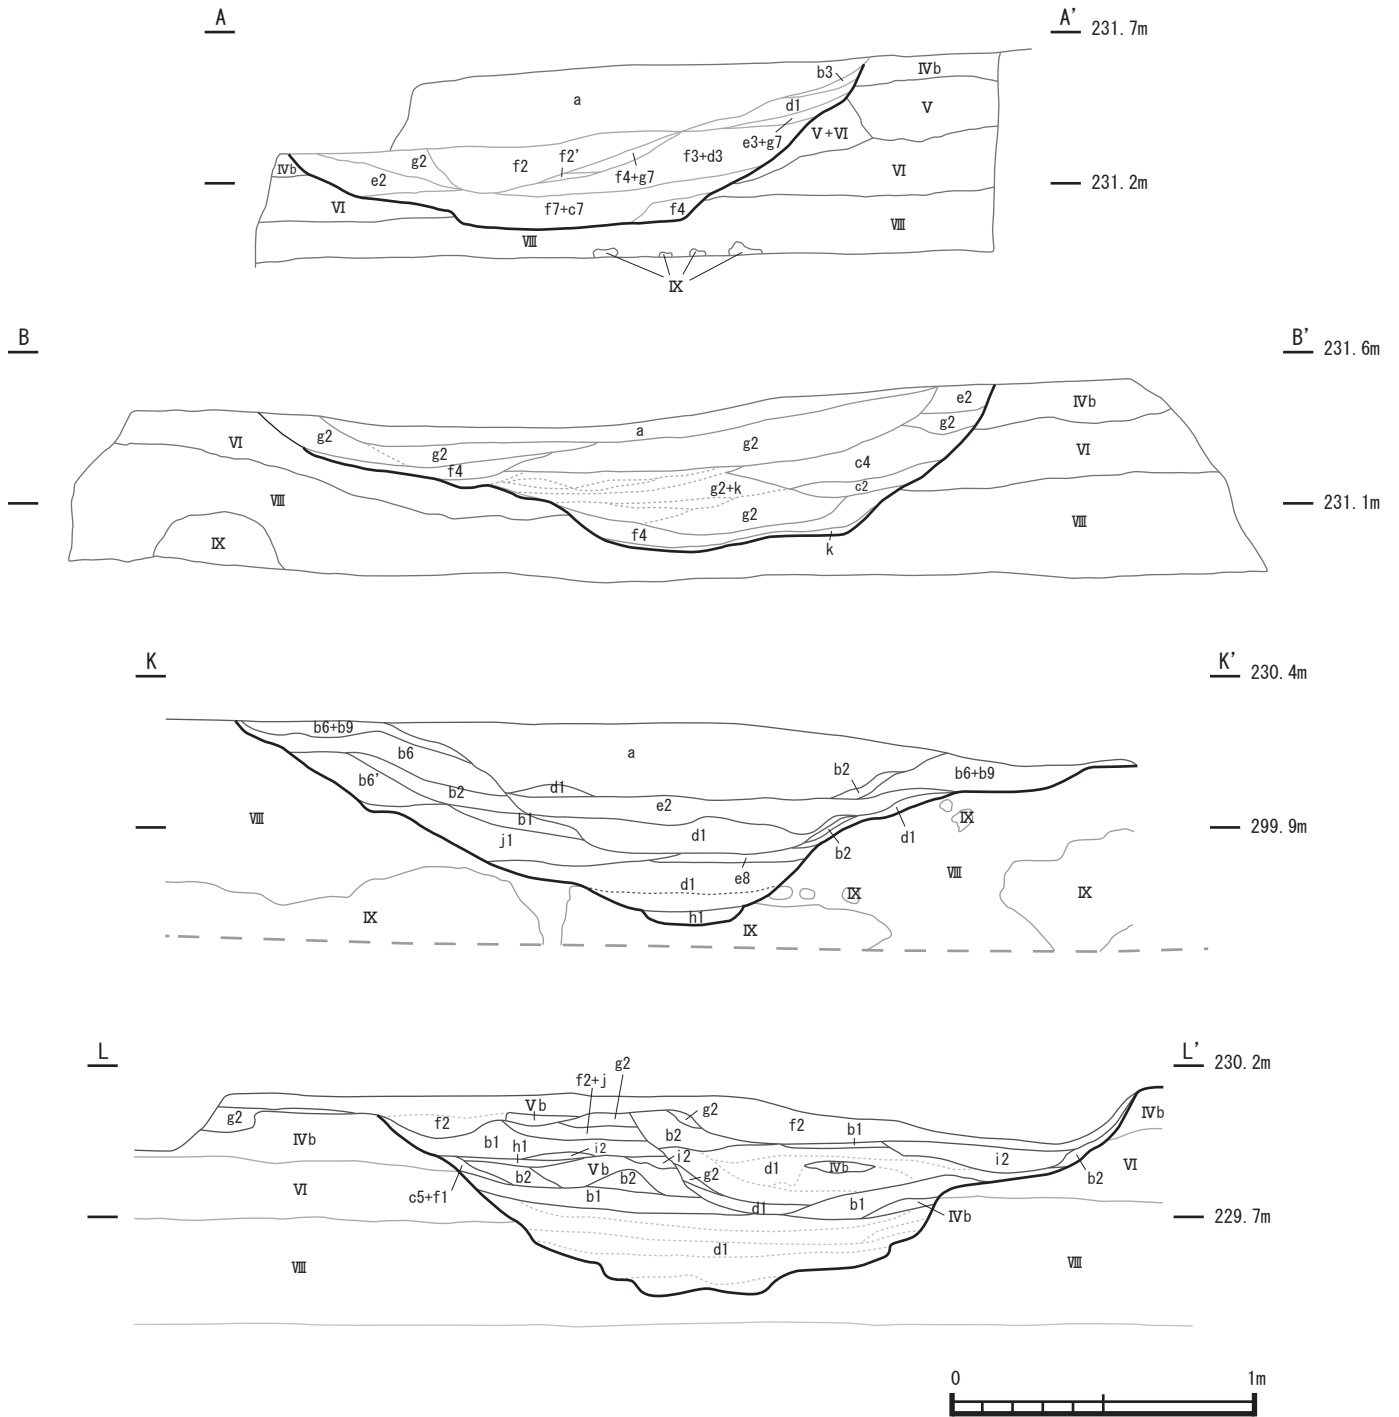 A A’ 231.7m
b3 Ⅳb
a
d1 Ⅴ
e3+g7 Ⅴ+Ⅵ
g2 f2 f2’ f3+d3
Ⅳb e2 f4+g7 Ⅵ
231.2m
Ⅵ f7+c7 f4
Ⅷ Ⅷ
Ⅸ
B B’ 231.6m
e2 Ⅳb
a
g2 g2 g2
Ⅵ g2 Ⅵ
f4 c4
g2+k c2
231.1m
Ⅷ g2 Ⅷ
Ⅸ f4
k
K K’ 230.4m
b6+b9
b6 a
b6’ b2 d1 b2 b6+b9
e2
b1
Ⅷ j1 d1 d1 Ⅸ 299.9m
b2
e8
d1 Ⅸ Ⅷ Ⅸ
Ⅸ h1 Ⅸ
L L’ 230.2m
g2
f2+j
Ⅴb g2
g2 f2 f2 Ⅳb
Ⅳb b1 b2 b1
h1 i2 i2 i2
Ⅴb d1 Ⅳb Ⅵ
Ⅵ b2 b2 g2 b2
c5+f1 b1 d1 b1 Ⅳb
229.7m
d1
Ⅷ Ⅷ
0 1m